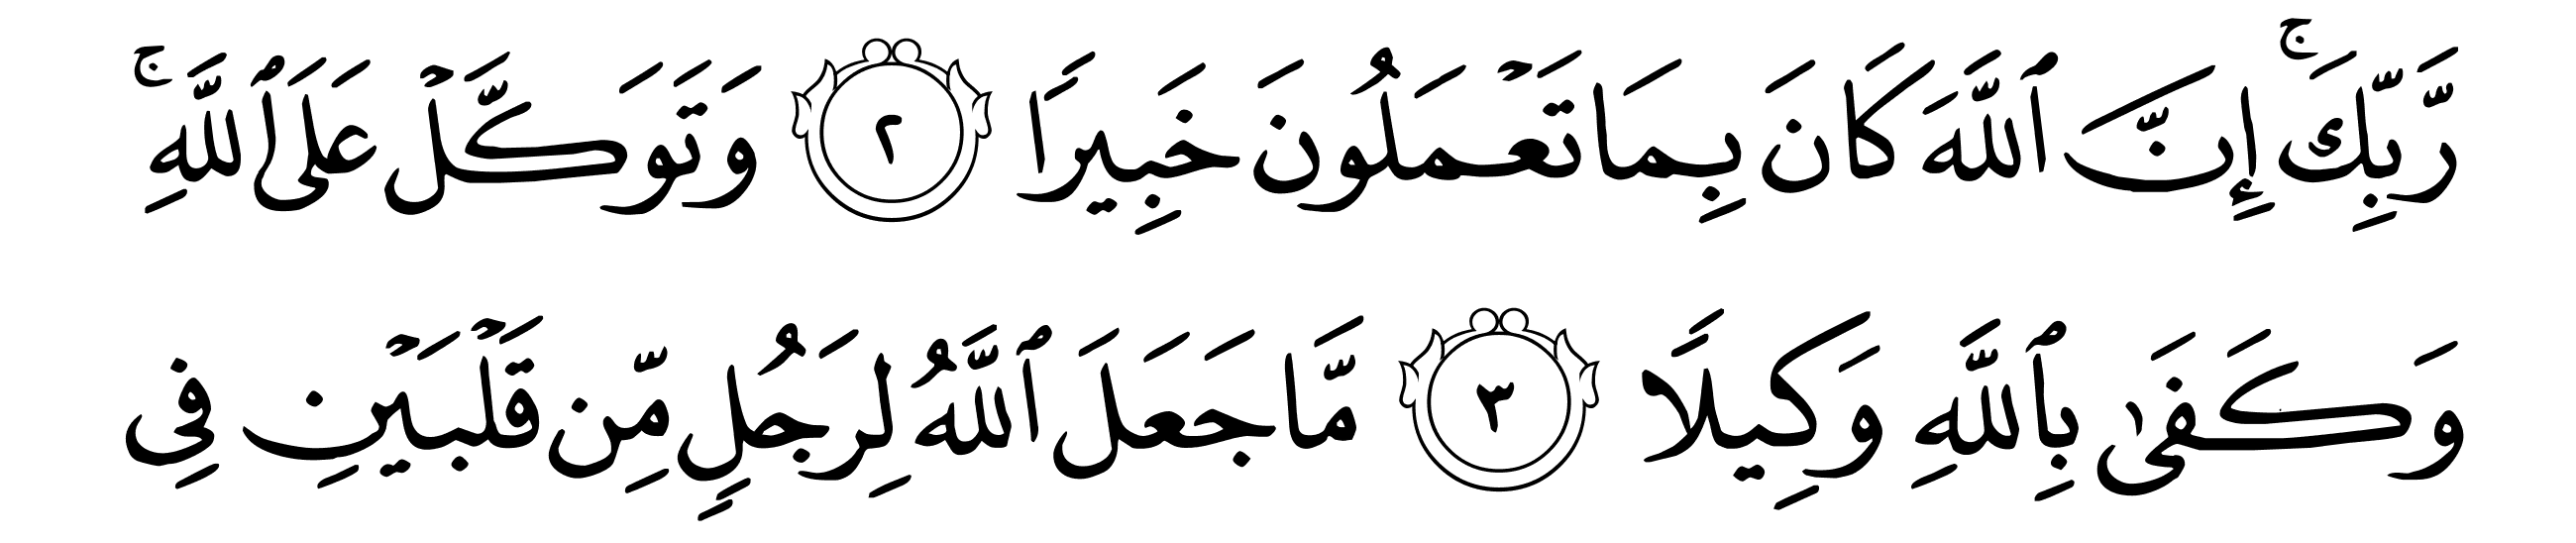 رَّبِّكَۚ إِنَّ ٱللَّهَ كَانَ بِمَا تَعۡمَلُونَ خَبِيرًا ٢ وَتَوَكَّلۡ عَلَى ٱللَّهِۚ
وَكَفَىٰ بِٱللَّهِ وَكِيلًا ٣ مَّا جَعَلَ ٱللَّهُ لِرَجُلٍ مِّن قَلۡبَيۡنِ فِي